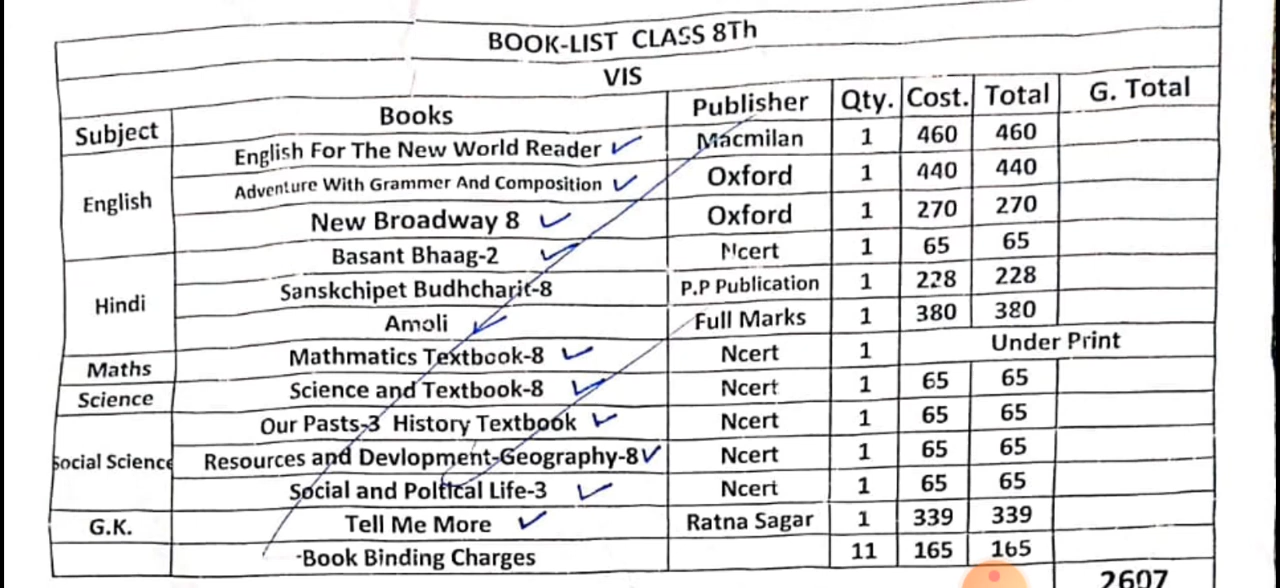 BOOK-LIST CLASS 8Th
VIS
Subject Books Publisher Qty. Cost. Total G. Total
English English For The New World Reader Macmilan 1 460 460
Adventure With Grammer And Composition Oxford 1 440 440
New Broadway 8 Oxford 1 270 270
Hindi Basant Bhaag-2 Ncert 1 65 65
Sanskchipet Budhcharit-8 P.P Publication 1 228 228
Amoli Full Marks 1 380 380
Maths Mathmatics Textbook-8 Ncert 1 Under Print
Science Science and Textbook-8 Ncert 1 65 65
Social Science Our Pasts-3 History Textbook Ncert 1 65 65
Resources and Devlopment-Geography-8 Ncert 1 65 65
Social and Poltical Life-3 Ncert 1 65 65
G.K. Tell Me More Ratna Sagar 1 339 339
-Book Binding Charges 11 165 165
2607